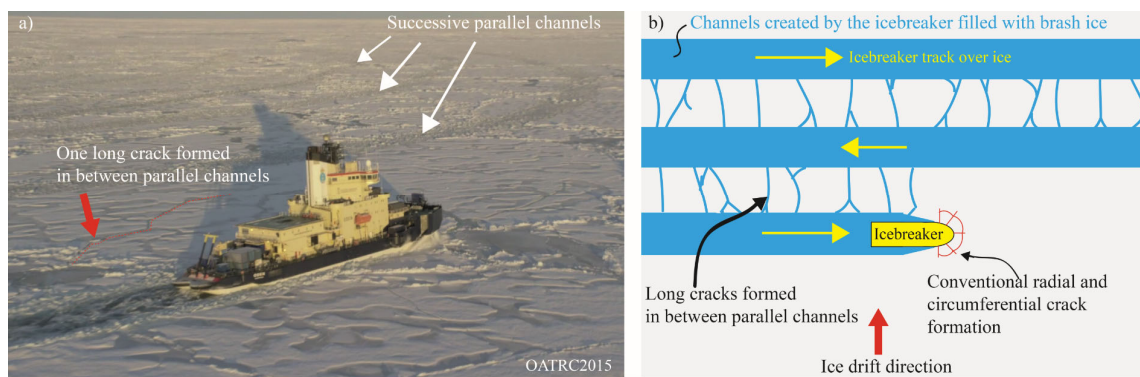 a)
Successive parallel channels
One long crack formed
in between parallel channels
OATRC2015
b)
Channels created by the icebreaker filled with brash ice
Icebreaker track over ice
Icebreaker
Long cracks formed
in between parallel channels
Conventional radial and
circumferential crack
formation
Ice drift direction